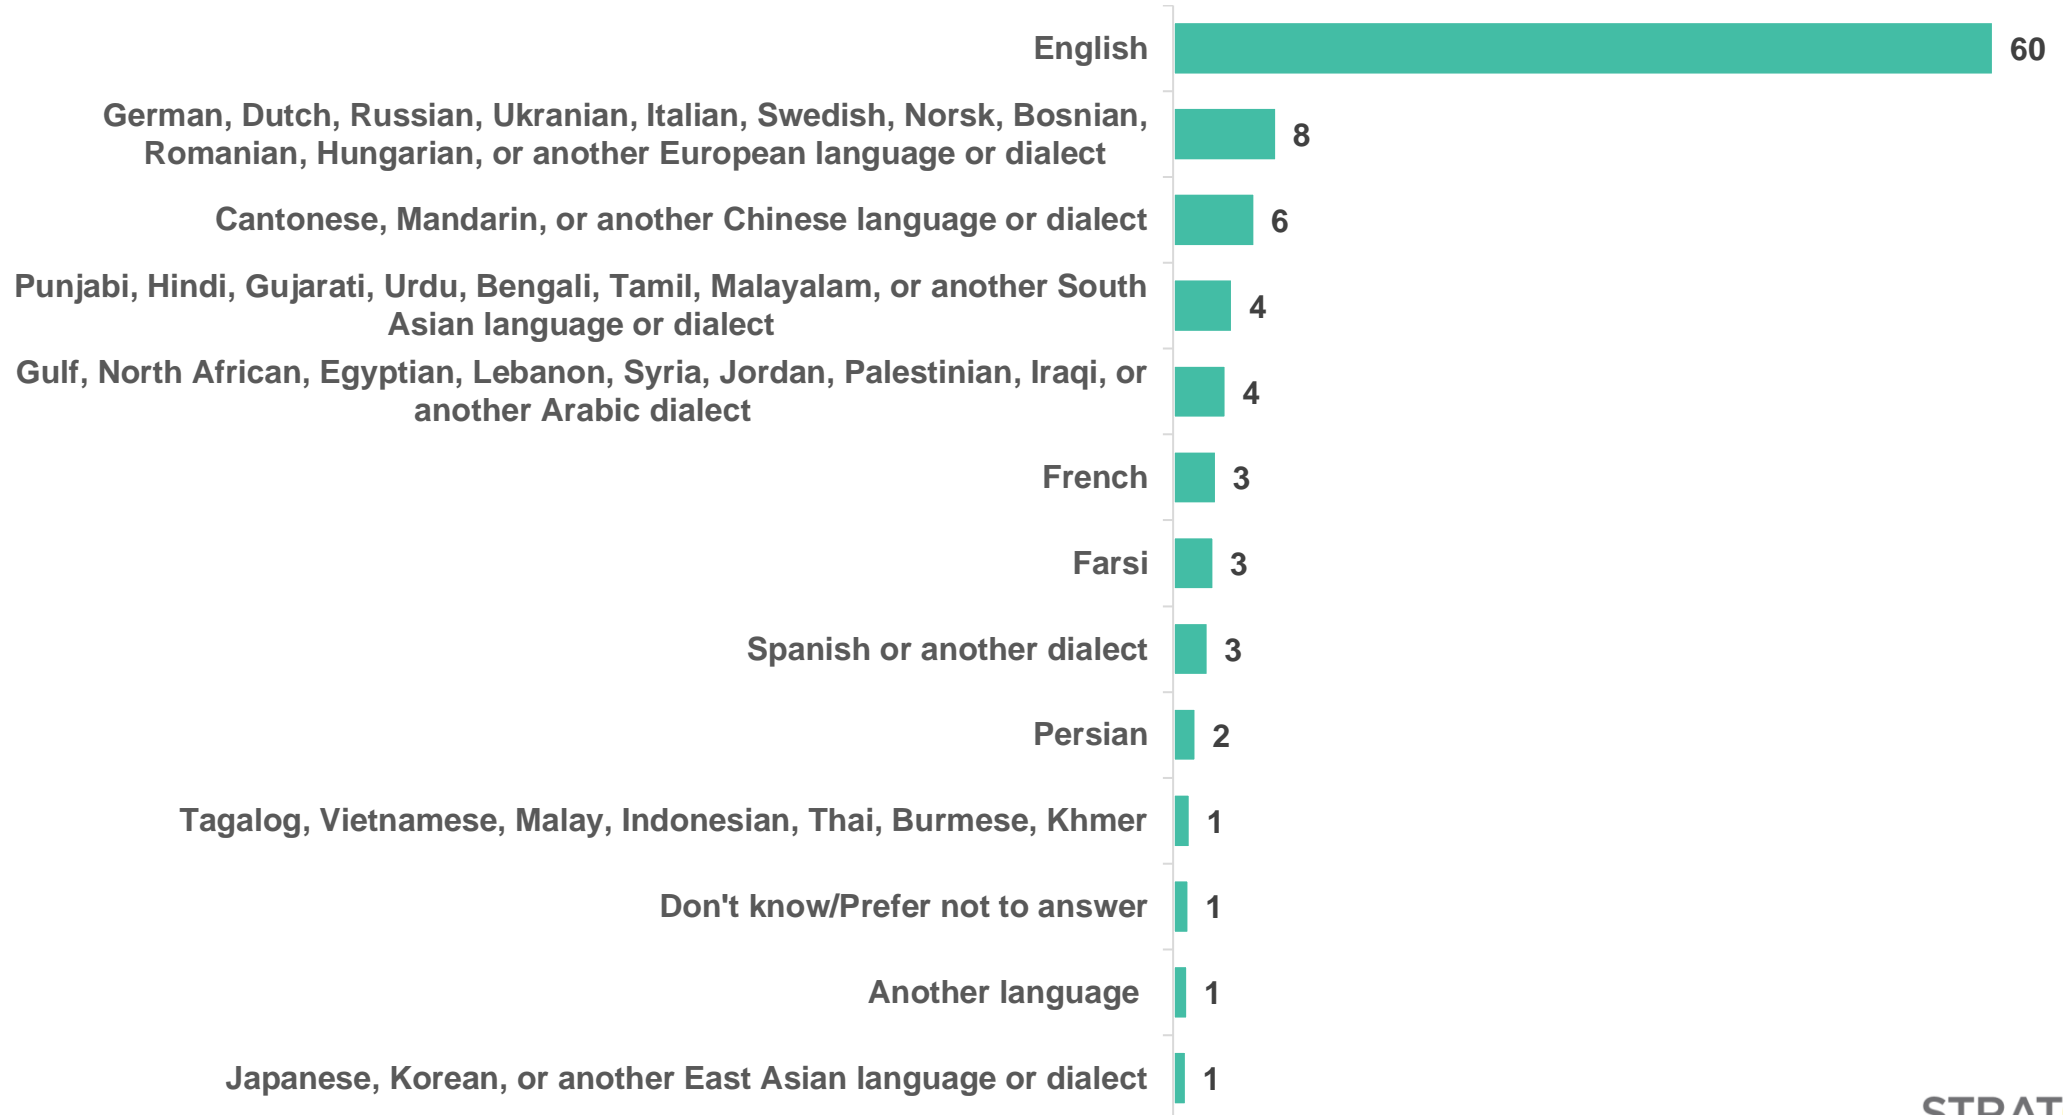 English 60
German, Dutch, Russian, Ukranian, Italian, Swedish, Norsk, Bosnian,
Romanian, Hungarian, or another European language or dialect 8
Cantonese, Mandarin, or another Chinese language or dialect 6
Punjabi, Hindi, Gujarati, Urdu, Bengali, Tamil, Malayalam, or another South
Asian language or dialect 4
Gulf, North African, Egyptian, Lebanon, Syria, Jordan, Palestinian, Iraqi, or
another Arabic dialect 4
French 3
Farsi 3
Spanish or another dialect 3
Persian 2
Tagalog, Vietnamese, Malay, Indonesian, Thai, Burmese, Khmer 1
Don't know/Prefer not to answer 1
Another language 1
Japanese, Korean, or another East Asian language or dialect 1